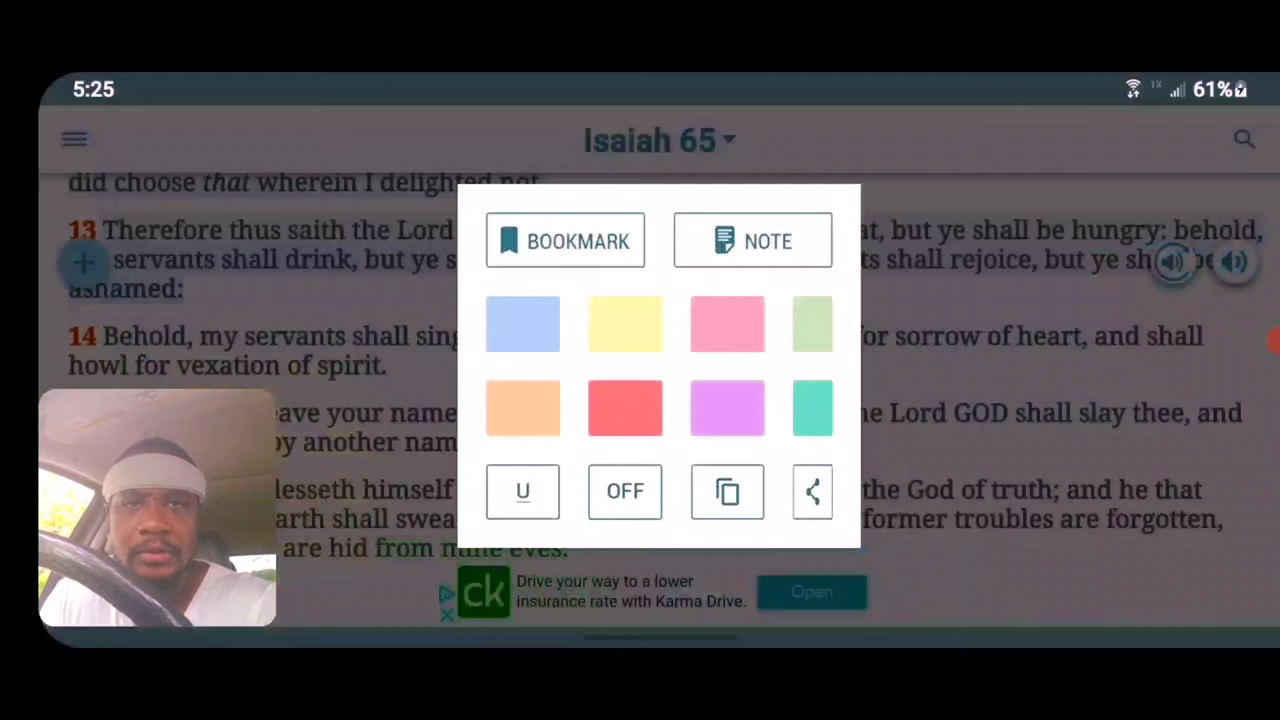 5:25
1X 61%
Isaiah 65
did choose that wherein I delighted not.
13 Therefore thus saith the Lord at, but ye shall be hungry: behold,
+ servants shall drink, but ye s ts shall rejoice, but ye sh be
ashamed:
14 Behold, my servants shall sing for sorrow of heart, and shall
howl for vexation of spirit.
eave your name he Lord GOD shall slay thee, and
by another nam
lesseth himself the God of truth; and he that
arth shall swea former troubles are forgotten,
are hid from mine eyes.
BOOKMARK NOTE
U OFF
ck Drive your way to a lower
insurance rate with Karma Drive.
Open